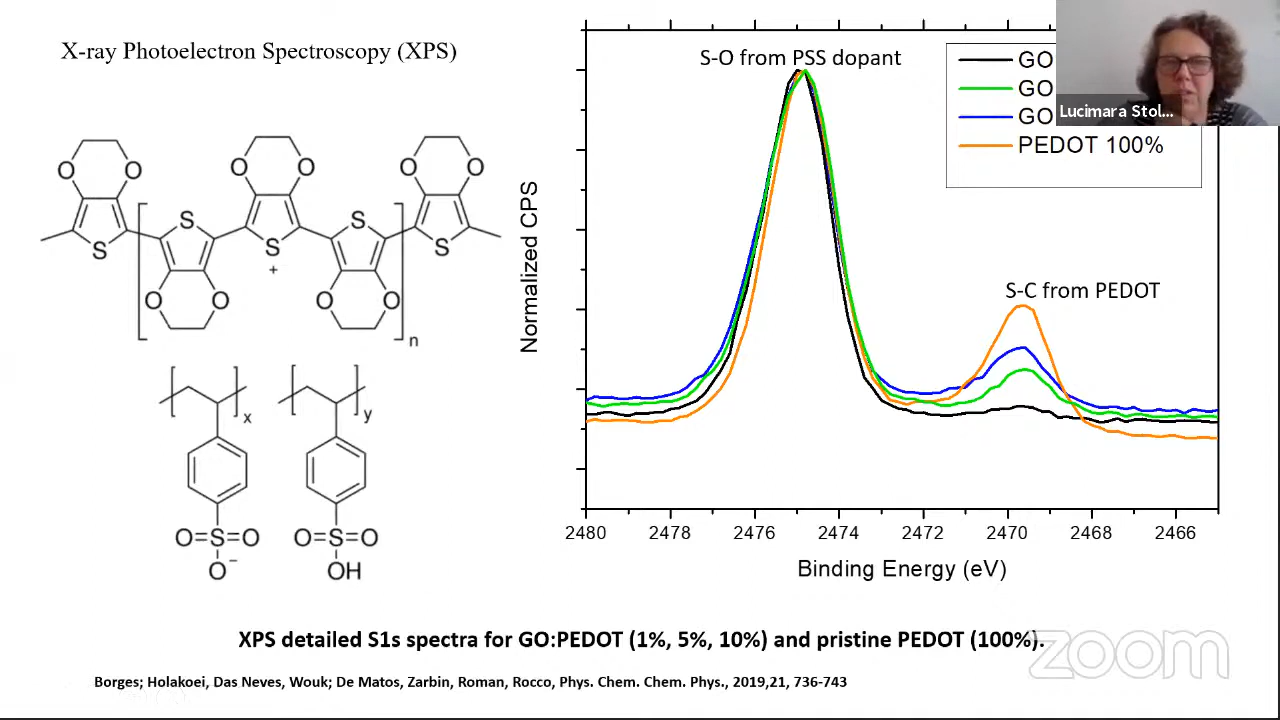 X-ray Photoelectron Spectroscopy (XPS)
S-O from PSS dopant
GO
GO
GO
PEDOT 100%
Lucimara Stol...
S-C from PEDOT
Normalized CPS
2480 2478 2476 2474 2472 2470 2468 2466
Binding Energy (eV)
O O O O O O
S S S S S
+
O O O O
n
x y
O=S=O O=S=O
O− OH
XPS detailed S1s spectra for GO:PEDOT (1%, 5%, 10%) and pristine PEDOT (100%).
zoom
Borges; Holakoei, Das Neves, Wouk; De Matos, Zarbin, Roman, Rocco, Phys. Chem. Chem. Phys., 2019,21, 736-743